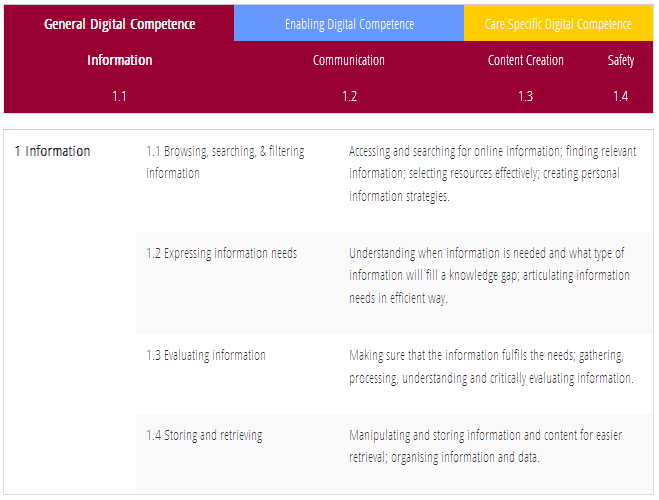 General Digital Competence
Enabling Digital Competence
Care Specific Digital Competence
Information
Communication
Content Creation
Safety
1.1
1.2
1.3
1.4
1 Information
1.1 Browsing, searching, & filtering
information
Accessing and searching for online information; finding relevant
information; selecting resources effectively; creating personal
information strategies.
1.2 Expressing information needs
Understanding when information is needed and what type of
information will fill a knowledge gap; articulating information
needs in efficient way.
1.3 Evaluating information
Making sure that the information fulfils the needs; gathering,
processing, understanding and critically evaluating information.
1.4 Storing and retrieving
Manipulating and storing information and content for easier
retrieval; organising information and data.